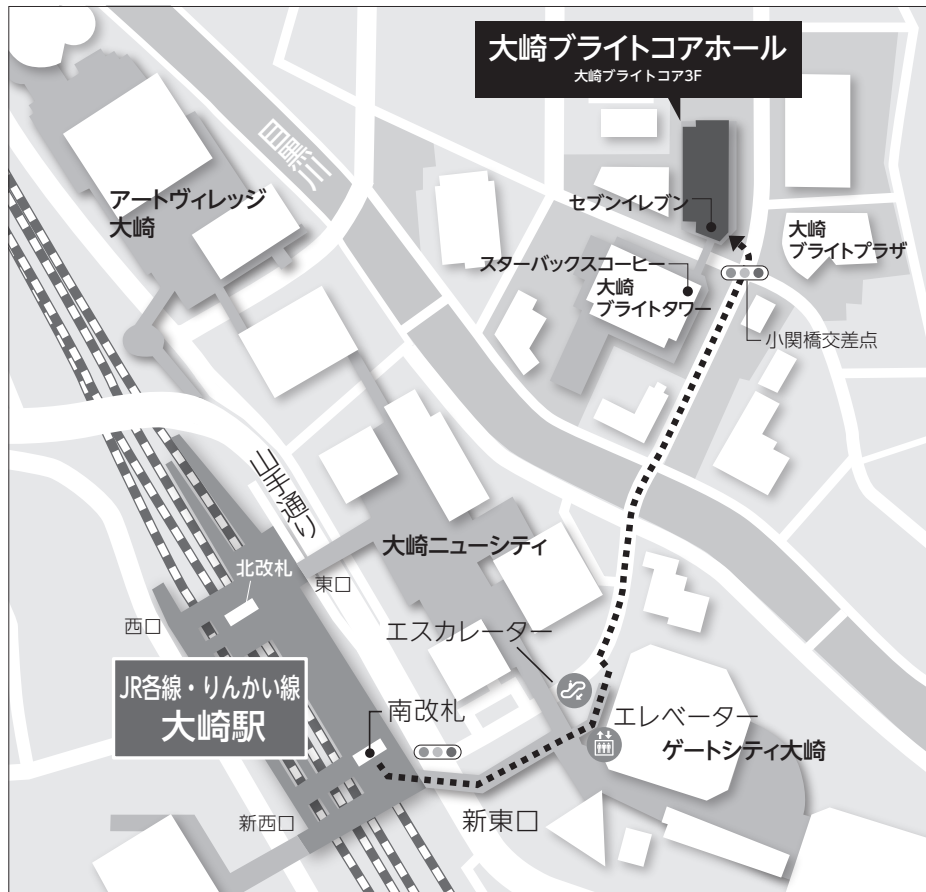 大崎ブライトコアホール
大崎ブライトコア3F
目黒川
アートヴィレッジ
大崎
セブンイレブン
大崎
ブライトプラザ
スターバックスコーヒー
大崎
ブライトタワー
小関橋交差点
山手通り
大崎ニューシティ
北改札
東口
西口
エスカレーター
JR各線・りんかい線
大崎駅
南改札
エレベーター
ゲートシティ大崎
新西口
新東口